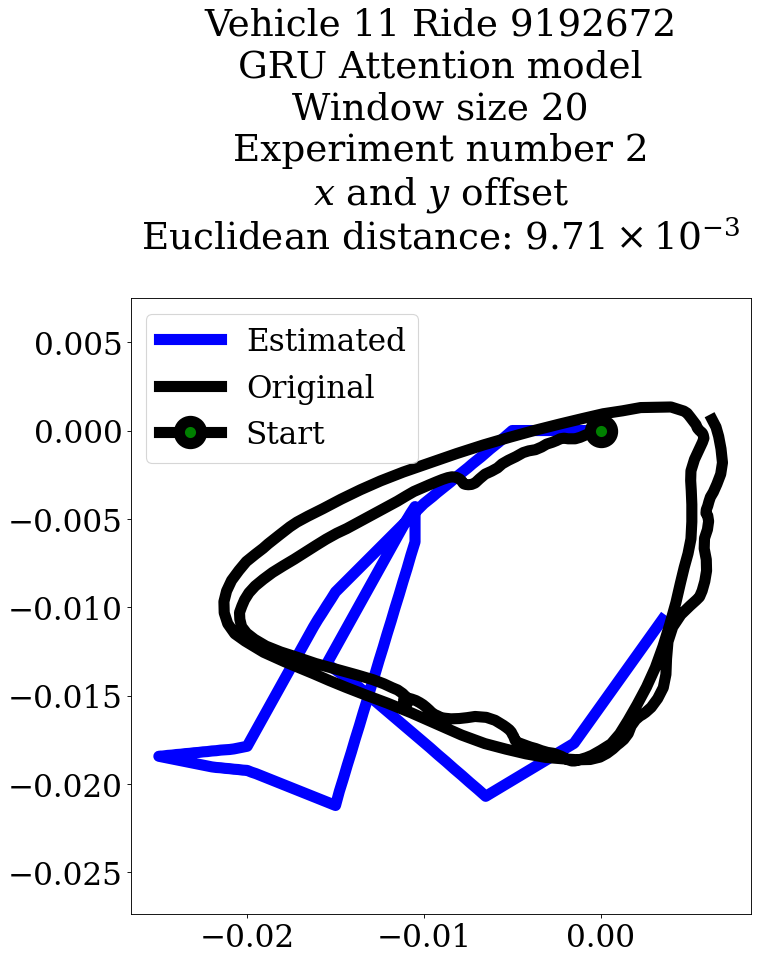 Vehicle 11 Ride 9192672
GRU Attention model
Window size 20
Experiment number 2
x and y offset
Euclidean distance: 9.71 × 10⁻³
Estimated
Original
Start
0.005
0.000
−0.005
−0.010
−0.015
−0.020
−0.025
−0.02
−0.01
0.00